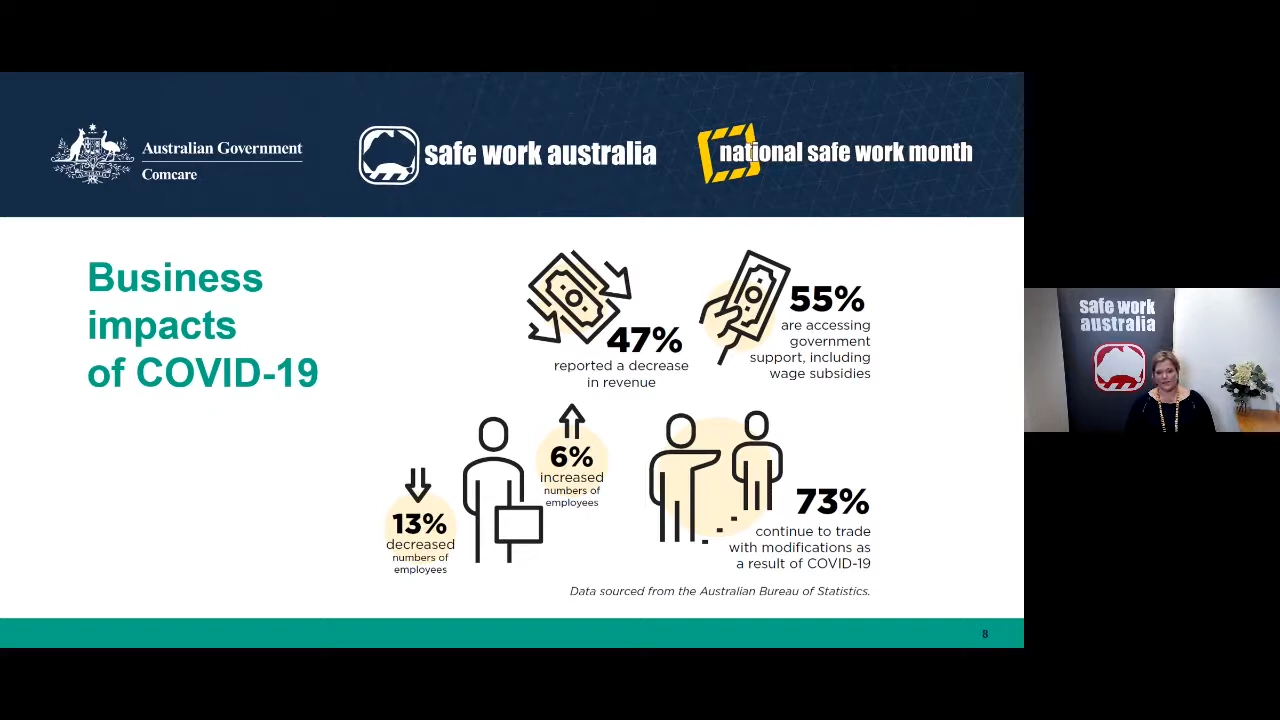 Australian Government
Comcare
safe work australia
national safe work month
Business
impacts
of COVID-19
47%
reported a decrease
in revenue
55%
are accessing
government
support, including
wage subsidies
13%
decreased
numbers of
employees
6%
increased
numbers of
employees
73%
continue to trade
with modifications as
a result of COVID-19
Data sourced from the Australian Bureau of Statistics.
8
safe work
australia